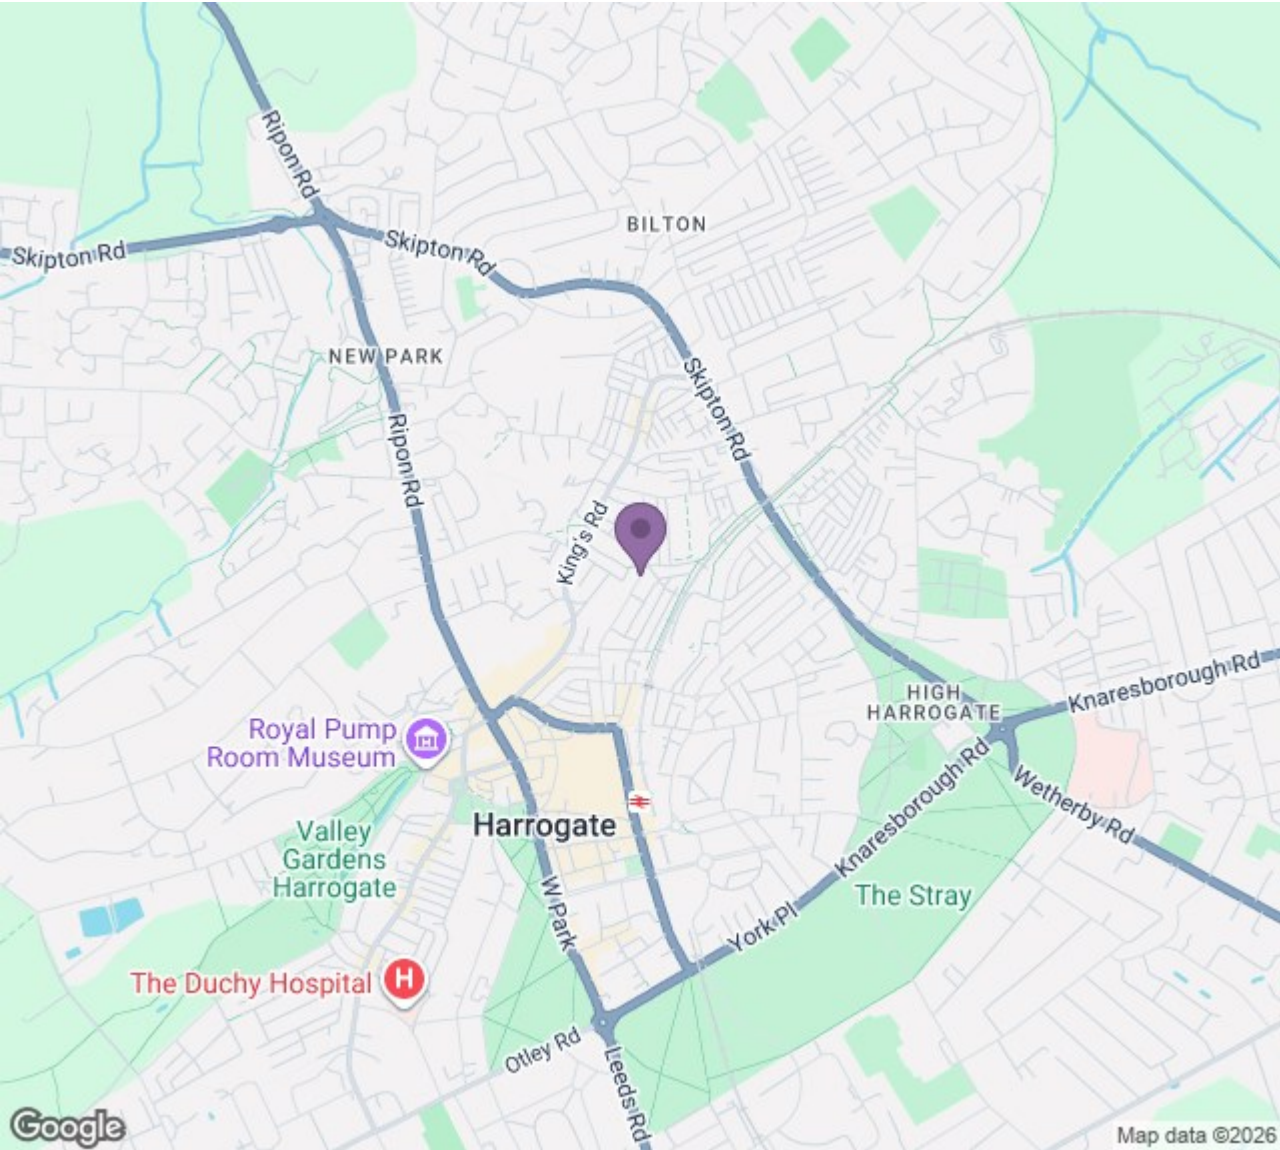 Ripon Rd
BILTON
Skipton Rd
Skipton Rd
NEW PARK
Skipton Rd
Ripon Rd
King's Rd
Knaresborough Rd
HIGH
HARROGATE
Royal Pump
Room Museum
Knaresborough Rd
Wetherby Rd
Harrogate
Valley
Gardens
Harrogate
The Stray
W Park
York Pl
The Duchy Hospital
H
Otley Rd
Leeds Rd
Google
Map data ©2026